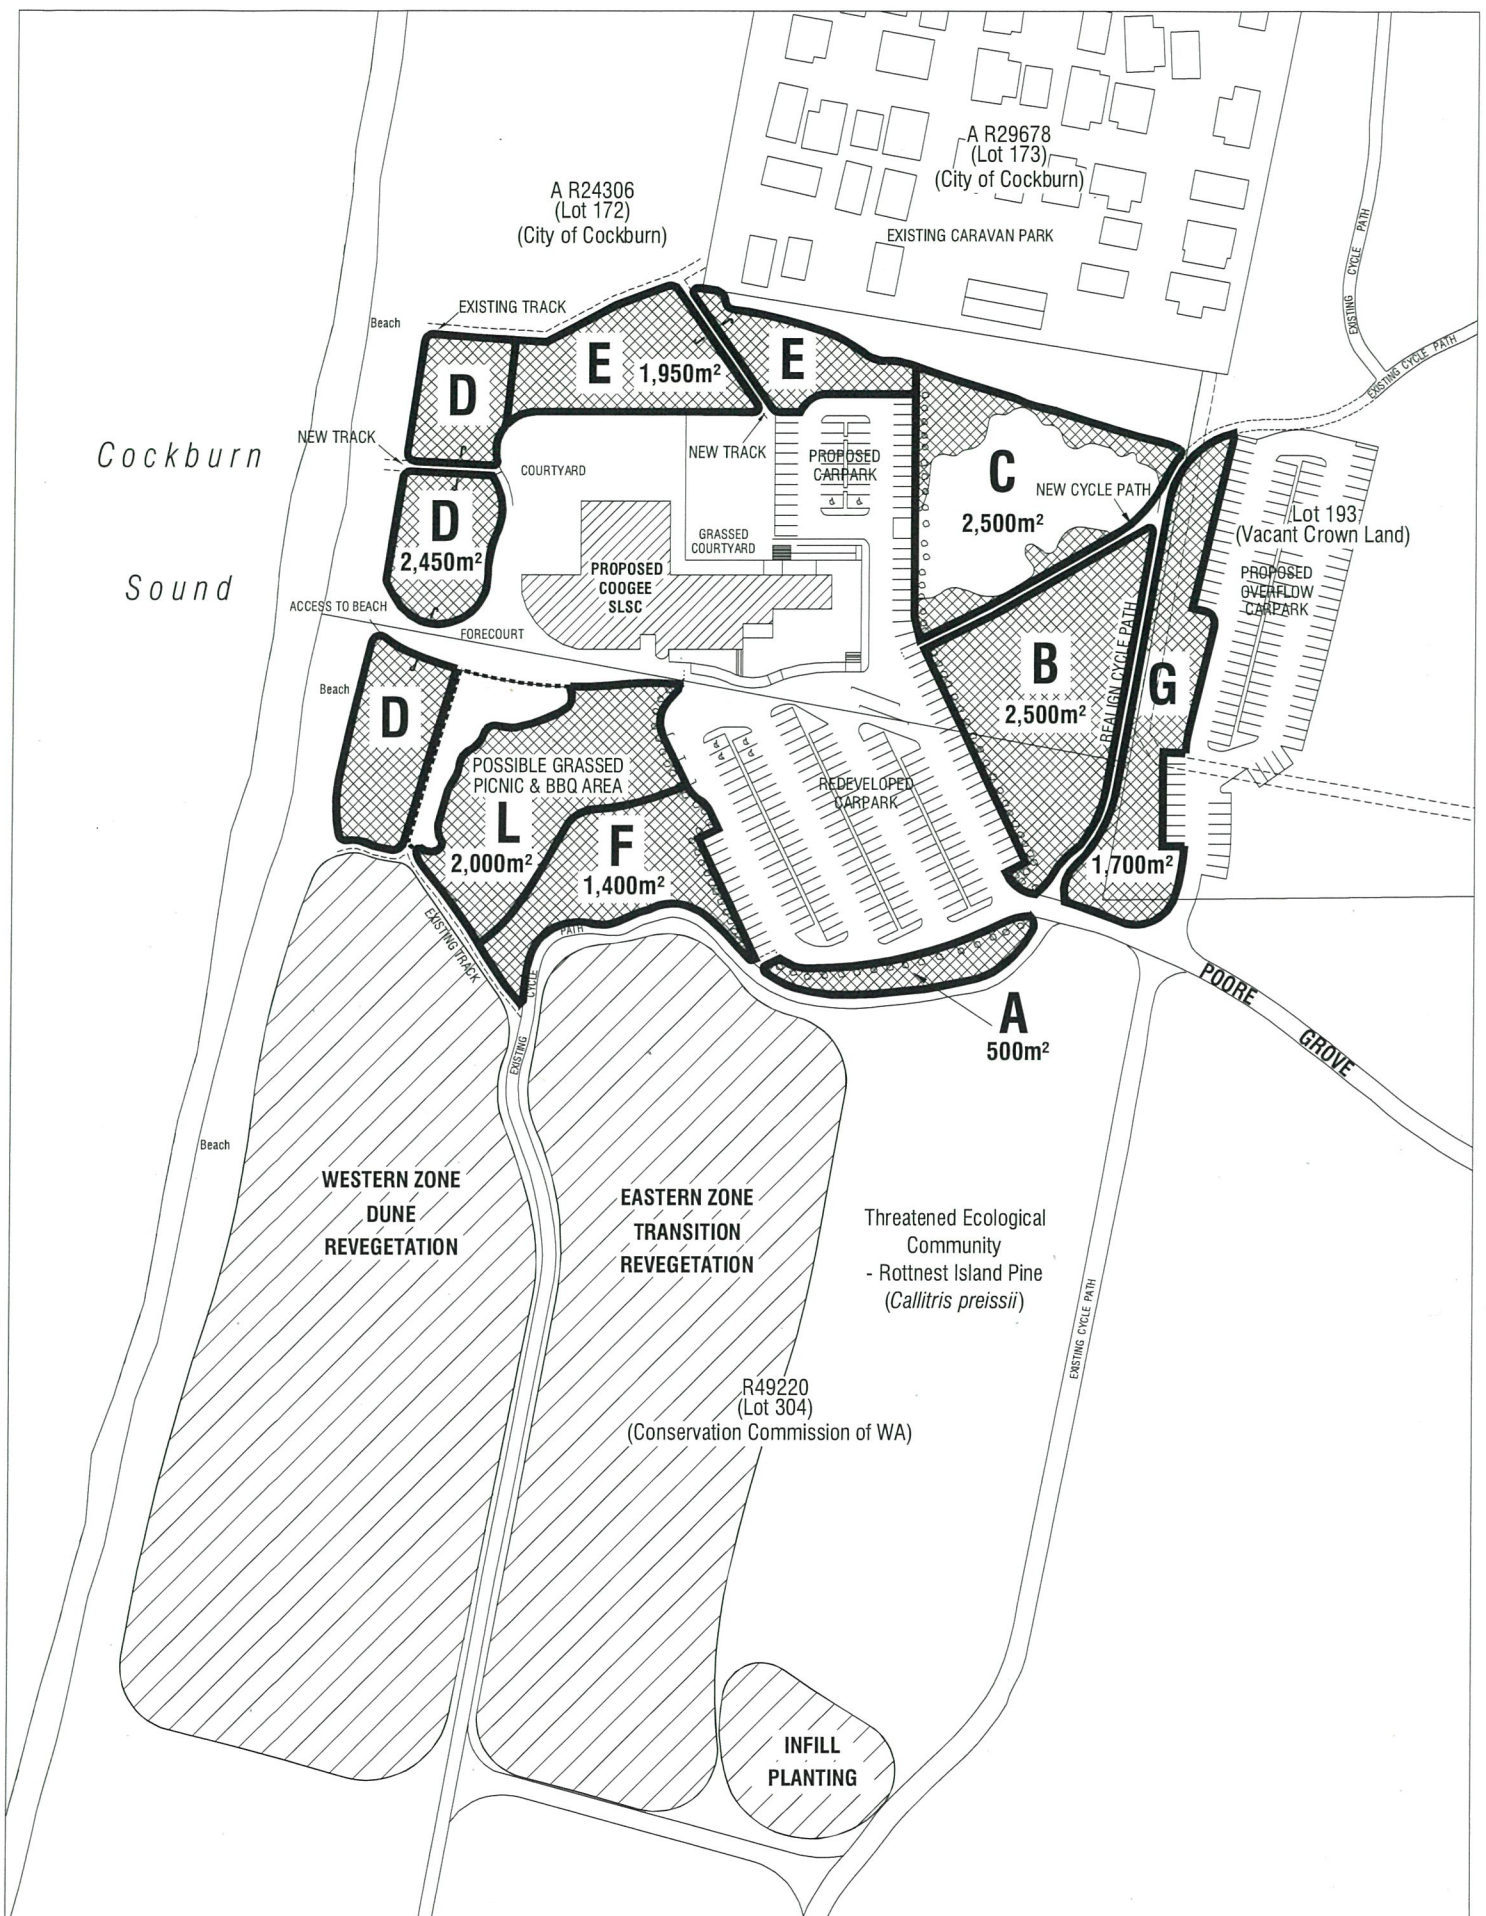 A R29678
(Lot 173)
(City of Cockburn)
A R24306
(Lot 172)
(City of Cockburn)
EXISTING CARAVAN PARK
EXISTING CYCLE PATH
EXISTING CYCLE PATH
EXISTING TRACK
Beach
E
1,950m²
E
D
NEW TRACK
COURTYARD
NEW TRACK
PROPOSED
CARPARK
C
2,500m²
NEW CYCLE PATH
Lot 193
(Vacant Crown Land)
PROPOSED
OVERFLOW
CARPARK
Cockburn
Sound
D
2,450m²
GRASSED
COURTYARD
PROPOSED
COOGEE
SLSC
ACCESS TO BEACH
FORECOURT
B
2,500m²
REALIGN CYCLE PATH
G
1,700m²
Beach
D
POSSIBLE GRASSED
PICNIC & BBQ AREA
L
2,000m²
F
1,400m²
REDEVELOPED
CARPARK
EXISTING TRACK
EXISTING CYCLE PATH
A
500m²
POORE GROVE
Beach
WESTERN ZONE
DUNE
REVEGETATION
EASTERN ZONE
TRANSITION
REVEGETATION
Threatened Ecological
Community
- Rottnest Island Pine
(Callitris preissii)
EXISTING CYCLE PATH
R49220
(Lot 304)
(Conservation Commission of WA)
INFILL
PLANTING